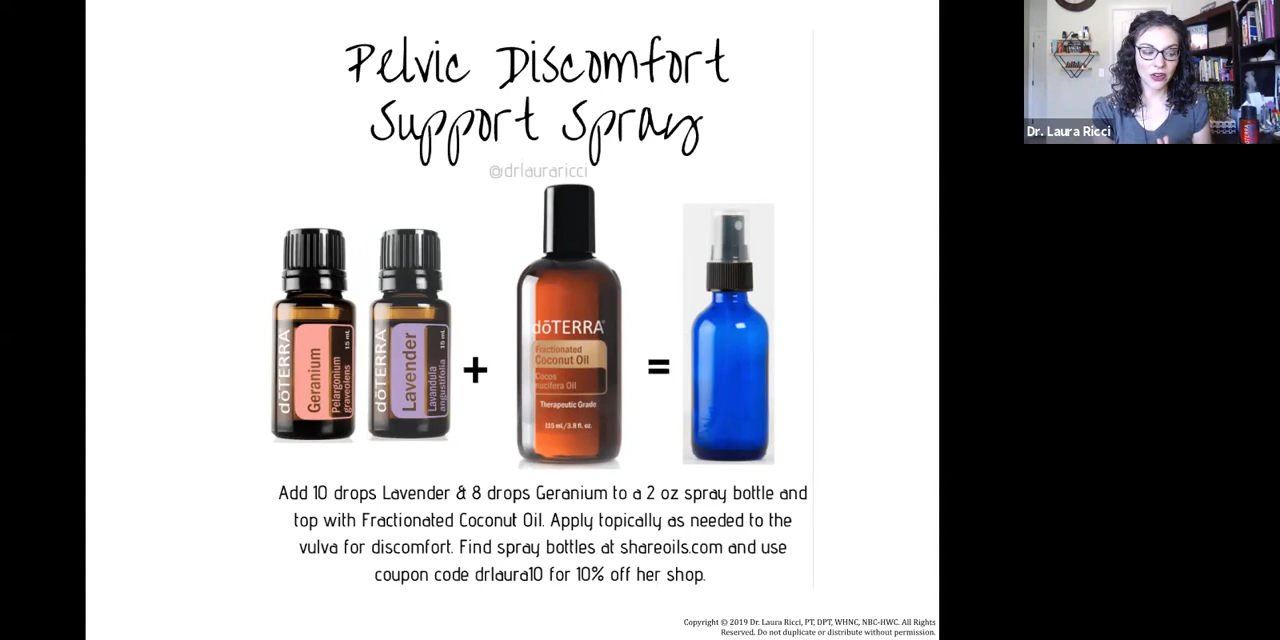 Pelvic Discomfort
Support Spray
@drlauraricci
dōTERRA
Geranium
Pelargonium
graveolens
15 mL
dōTERRA
Lavender
Lavandula
angustifolia
15 mL
+
dōTERRA®
Fractionated
Coconut Oil
Cocos
nucifera Oil
Therapeutic Grade
115 mL/3.8 fl. oz.
=
Add 10 drops Lavender & 8 drops Geranium to a 2 oz spray bottle and
top with Fractionated Coconut Oil. Apply topically as needed to the
vulva for discomfort. Find spray bottles at shareoils.com and use
coupon code drlaura10 for 10% off her shop.
Copyright © 2019 Dr. Laura Ricci, PT, DPT, WHNC, NBC-HWC. All Rights
Reserved. Do not duplicate or distribute without permission.
Dr. Laura Ricci